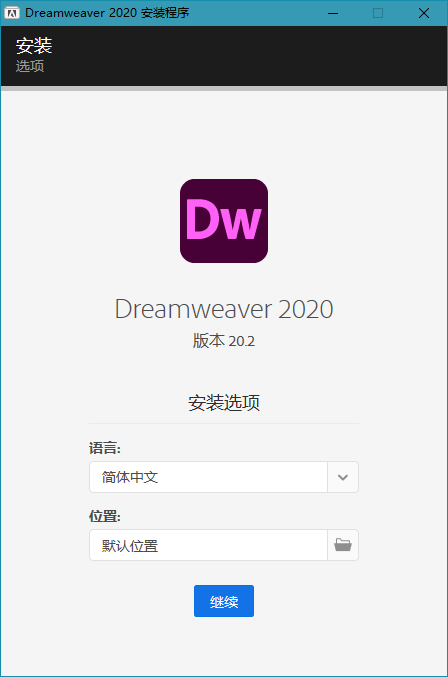 Dreamweaver 2020 安装程序
安装
选项
Dw
Dreamweaver 2020
版本 20.2
安装选项
语言:
简体中文
位置:
默认位置
继续